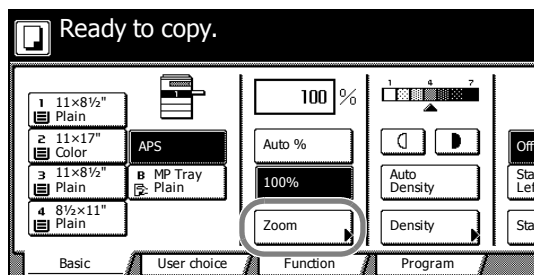 Ready to copy.
1 11×8½"
Plain
2 11×17"
Color
3 11×8½"
Plain
4 8½×11"
Plain
APS
B MP Tray
Plain
100 %
Auto %
100%
Zoom
1 4 7
Auto
Density
Density
Off
Sta
Left
Sta
Basic
User choice
Function
Program